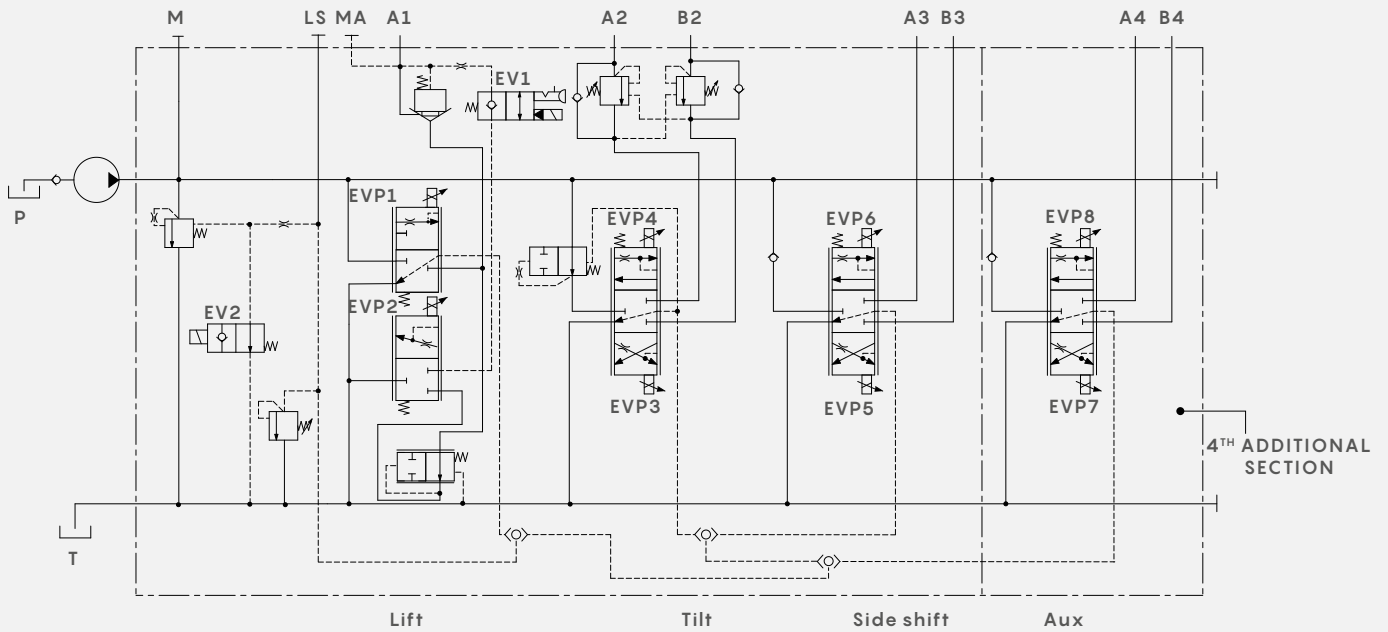 M LS MA A1 A2 B2 A3 B3 A4 B4
EV1
P
EVP1
EVP4
EVP6
EVP8
EV2
EVP2
EVP3
EVP5
EVP7
4TH ADDITIONAL
SECTION
T
Lift Tilt Side shift Aux